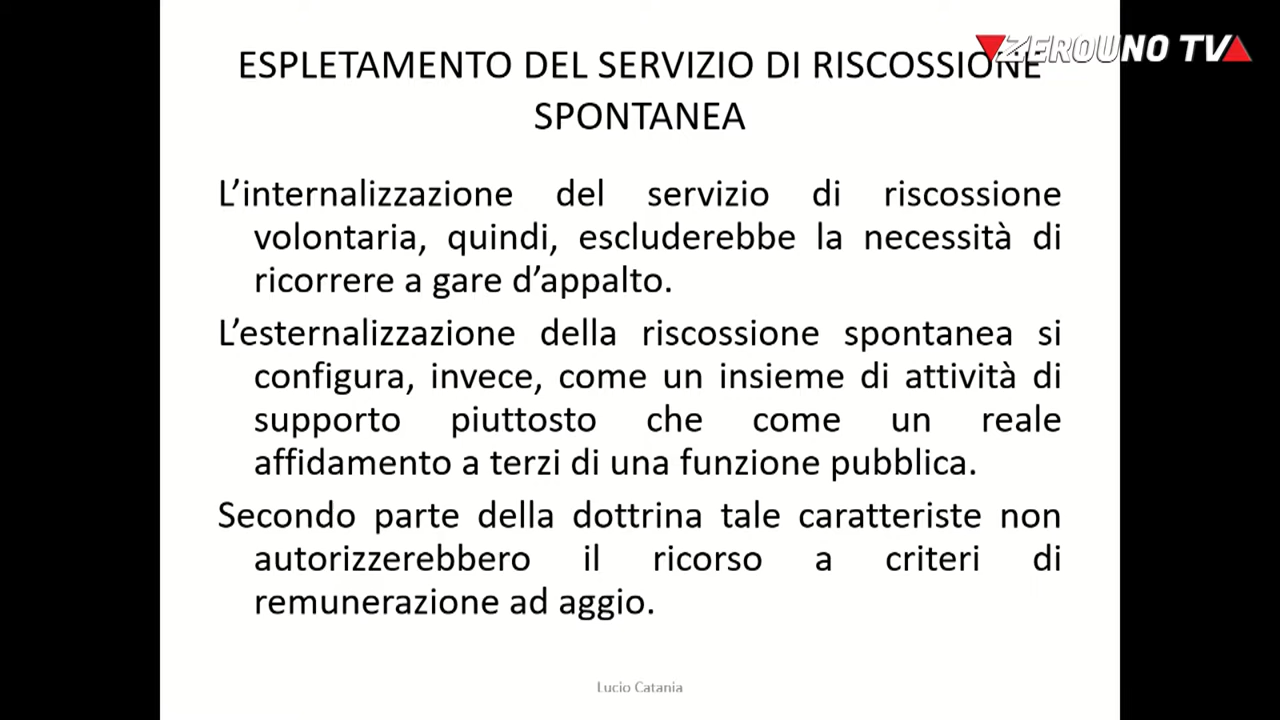 ZEROUNO TV
ESPLETAMENTO DEL SERVIZIO DI RISCOSSIONE
SPONTANEA
L’internalizzazione del servizio di riscossione
volontaria, quindi, escluderebbe la necessità di
ricorrere a gare d’appalto.
L’esternalizzazione della riscossione spontanea si
configura, invece, come un insieme di attività di
supporto piuttosto che come un reale
affidamento a terzi di una funzione pubblica.
Secondo parte della dottrina tale caratteriste non
autorizzerebbero il ricorso a criteri di
remunerazione ad aggio.
Lucio Catania